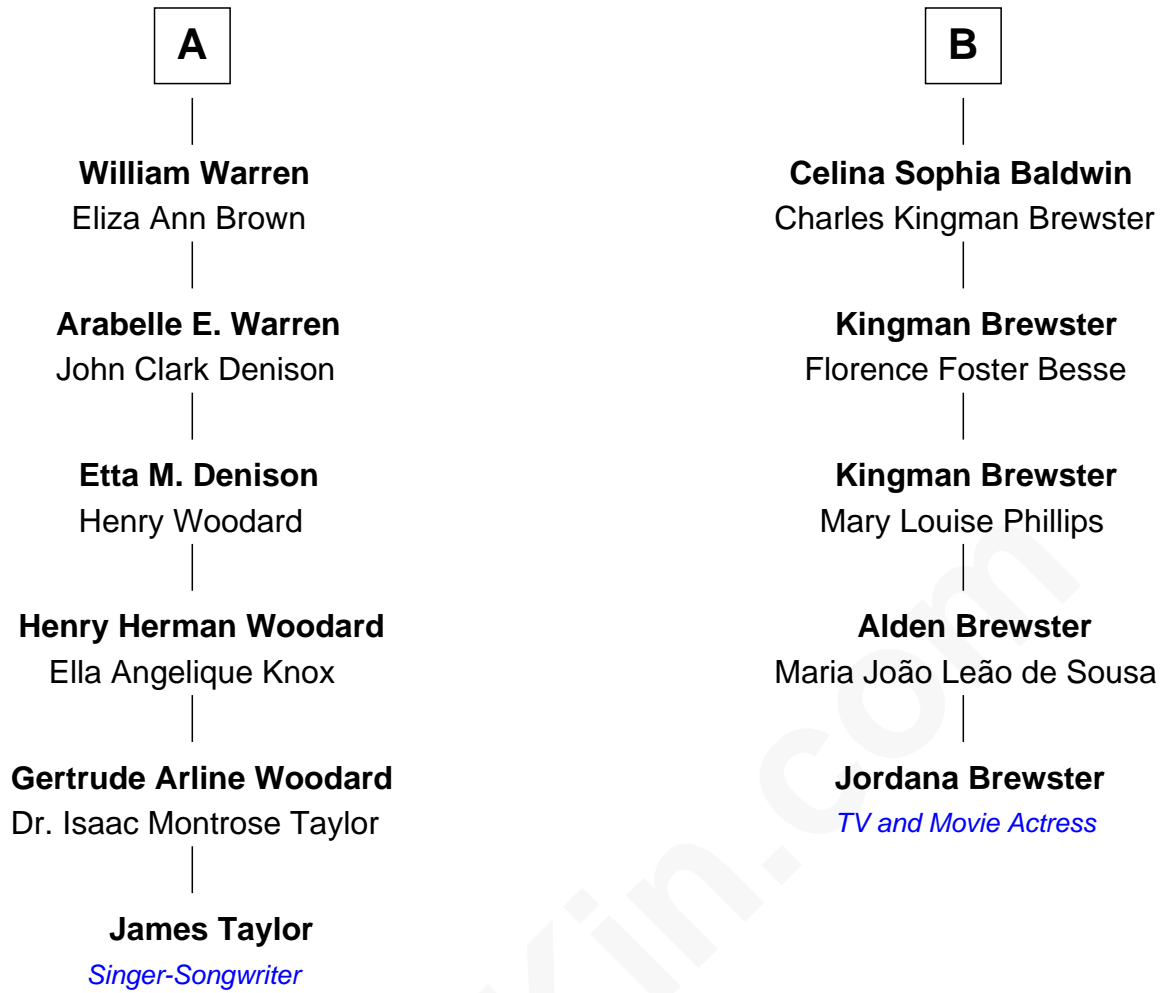 A
William Warren
Eliza Ann Brown
Arabelle E. Warren
John Clark Denison
Etta M. Denison
Henry Woodard
Henry Herman Woodard
Ella Angelique Knox
Gertrude Arline Woodard
Dr. Isaac Montrose Taylor
James Taylor
Singer-Songwriter
B
Celina Sophia Baldwin
Charles Kingman Brewster
Kingman Brewster
Florence Foster Besse
Kingman Brewster
Mary Louise Phillips
Alden Brewster
Maria João Leão de Sousa
Jordana Brewster
TV and Movie Actress
Kin.com